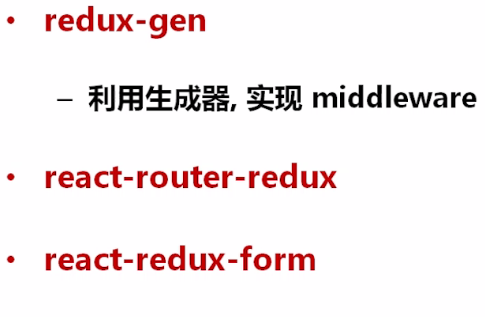 • redux-gen
– 利用生成器, 实现 middleware
• react-router-redux
• react-redux-form